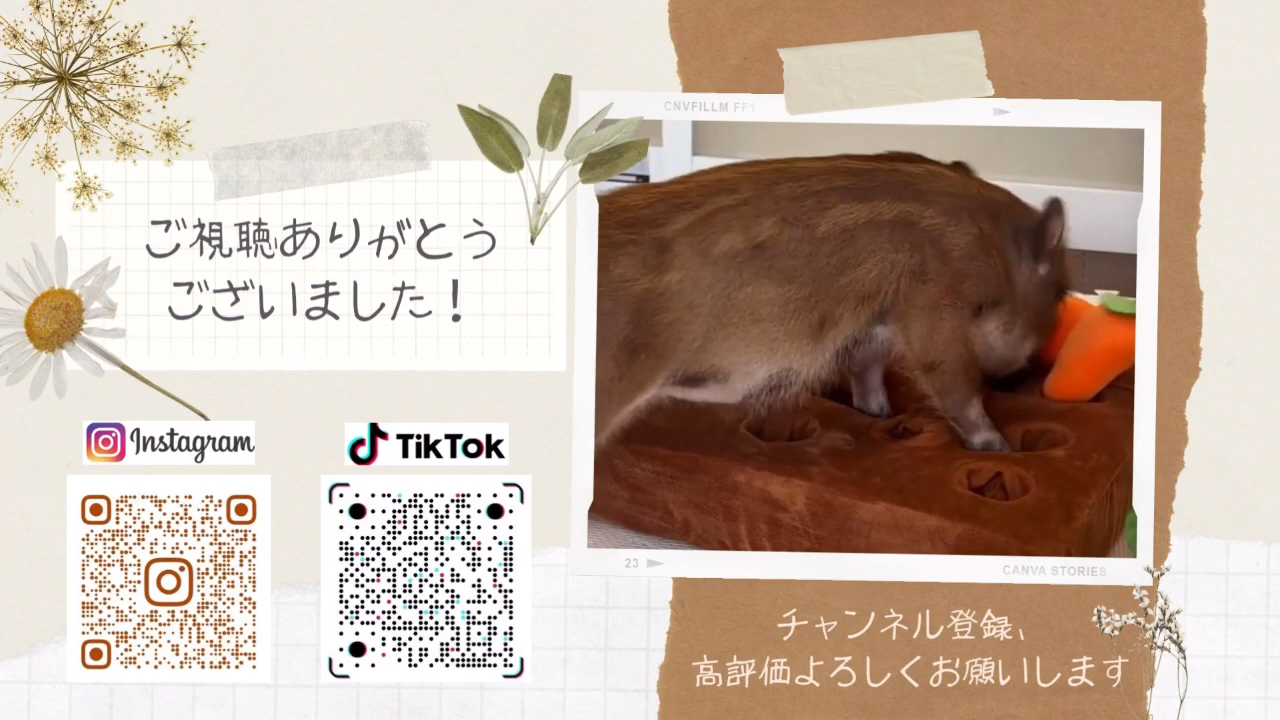 ご視聴ありがとう
ございました！
Instagram
TikTok
CNVFILLM FF1
23
CANVA STORIES
チャンネル登録、
高評価よろしくお願いします